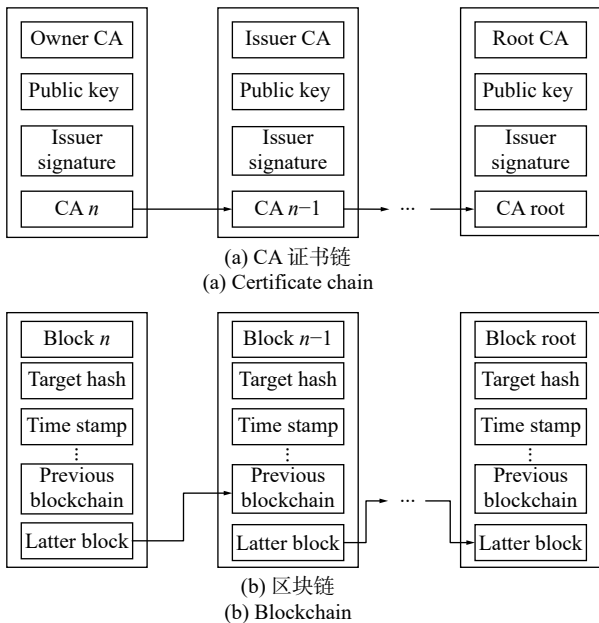 Owner CA
Public key
Issuer
signature
CA n
Issuer CA
Public key
Issuer
signature
CA n−1
...
Root CA
Public key
Issuer
signature
CA root
(a) CA 证书链
(a) Certificate chain
Block n
Target hash
Time stamp
Previous
blockchain
Latter block
Block n−1
Target hash
Time stamp
Previous
blockchain
Latter block
...
Block root
Target hash
Time stamp
Previous
blockchain
Latter block
(b) 区块链
(b) Blockchain